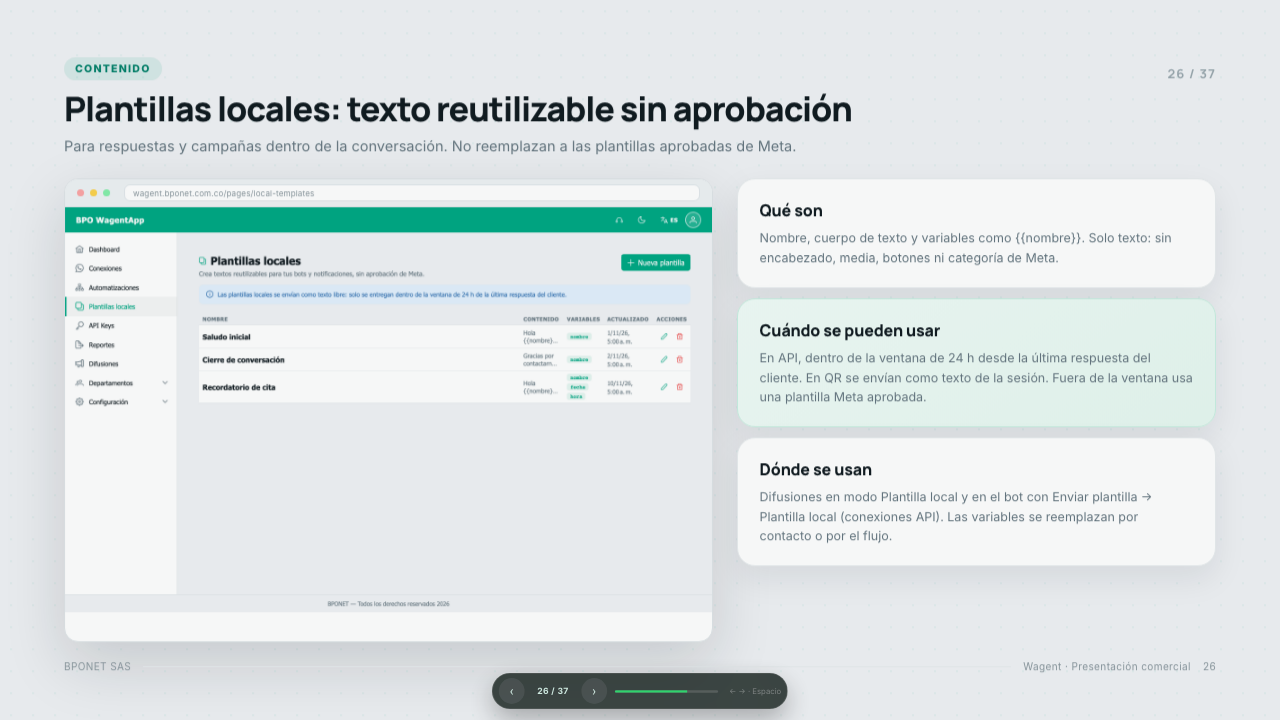 CONTENIDO
26 / 37
Plantillas locales: texto reutilizable sin aprobación
Para respuestas y campañas dentro de la conversación. No reemplazan a las plantillas aprobadas de Meta.
wagent.bponet.com.co/pages/local-templates
BPO WagentApp
ES
Dashboard
Conexiones
Automatizaciones
Plantillas locales
API Keys
Reportes
Difusiones
Departamentos
Configuración
Plantillas locales
Crea textos reutilizables para tus bots y notificaciones, sin aprobación de Meta.
+ Nueva plantilla
Las plantillas locales se envían como texto libre: solo se entregan dentro de la ventana de 24 h de la última respuesta del cliente.
NOMBRE CONTENIDO VARIABLES ACTUALIZADO ACCIONES
Saludo inicial
Hola
{{nombre}...
nombre
1/11/26,
5:00 a. m.
Cierre de conversación
Gracias por
contactarn...
nombre
2/11/26,
5:00 a. m.
Recordatorio de cita
Hola
{{nombre}...
nombre
fecha
hora
10/11/26,
5:00 a. m.
BPONET — Todos los derechos reservados 2026
Qué son
Nombre, cuerpo de texto y variables como {{nombre}}. Solo texto: sin
encabezado, media, botones ni categoría de Meta.
Cuándo se pueden usar
En API, dentro de la ventana de 24 h desde la última respuesta del
cliente. En QR se envían como texto de la sesión. Fuera de la ventana usa
una plantilla Meta aprobada.
Dónde se usan
Difusiones en modo Plantilla local y en el bot con Enviar plantilla →
Plantilla local (conexiones API). Las variables se reemplazan por
contacto o por el flujo.
BPONET SAS
Wagent · Presentación comercial 26
‹ 26 / 37 › ← → · Espacio